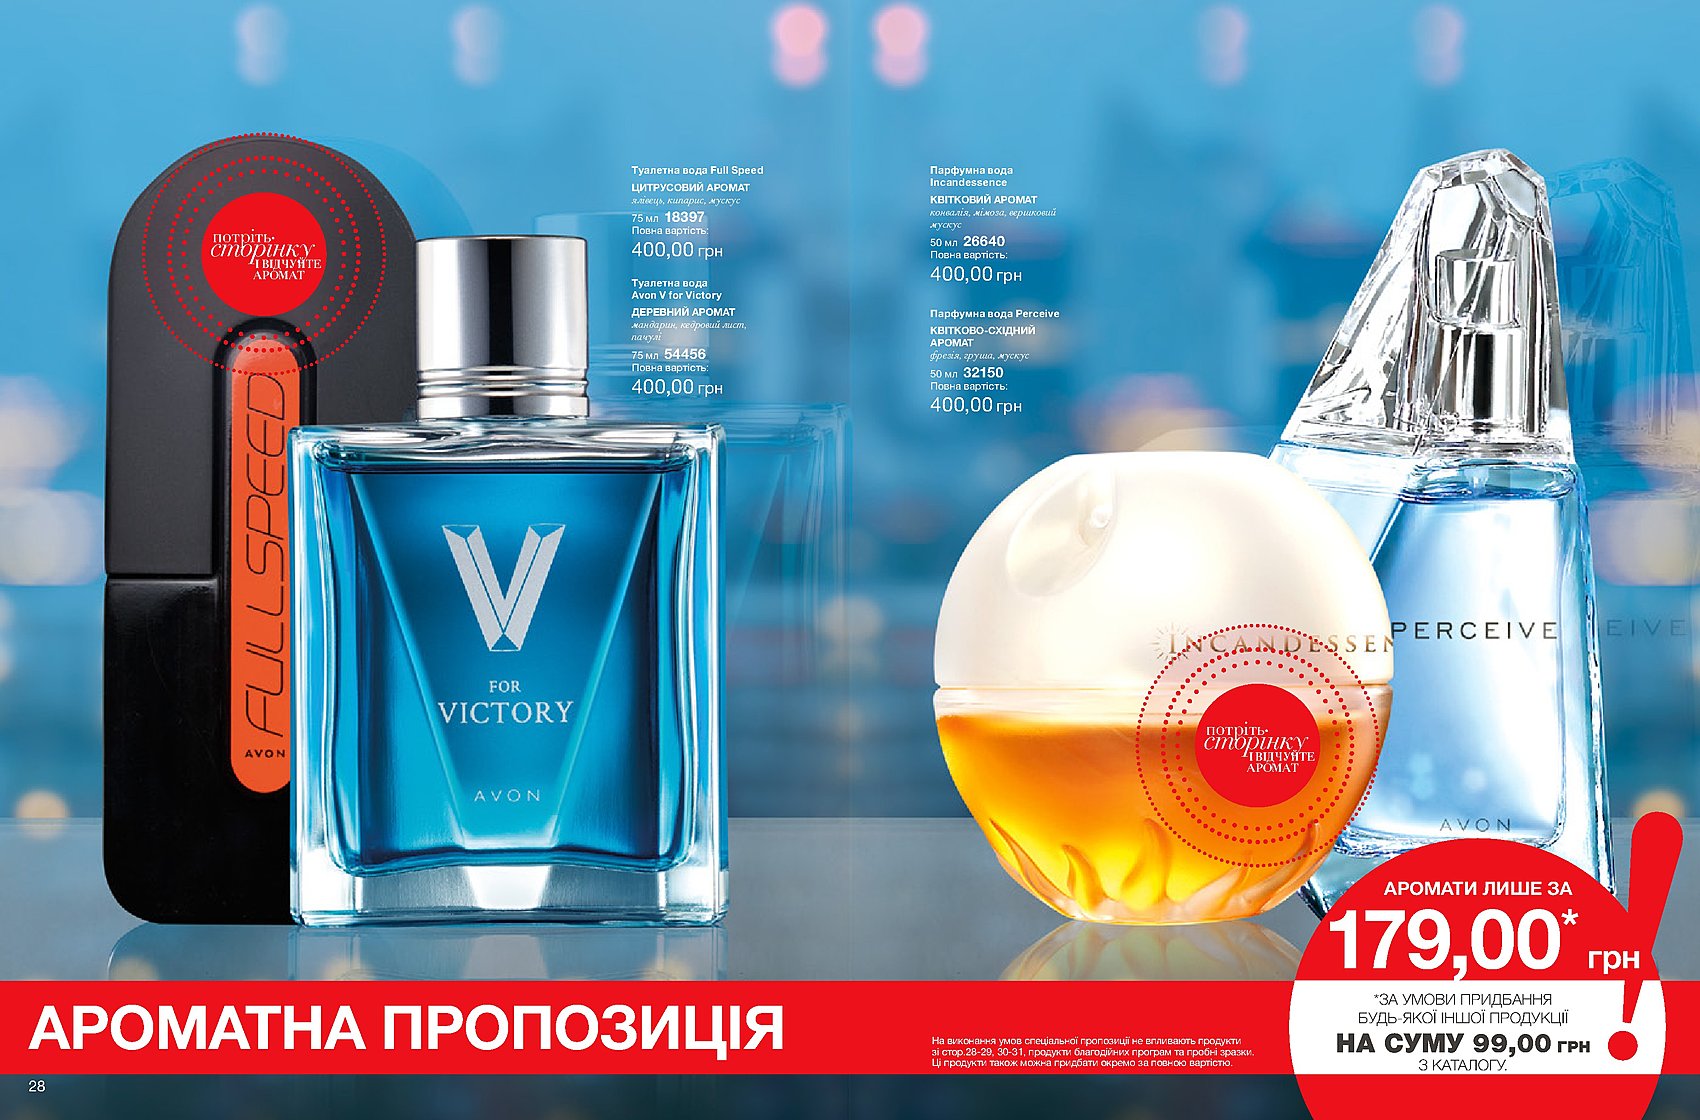 потріть
сторінку
і відчуйте
аромат
FULL SPEED
AVON
V
FOR
VICTORY
AVON
Туалетна вода Full Speed
ЦИТРУСОВИЙ АРОМАТ
ялівець, кипарис, мускус
75 мл 18397
Повна вартість:
400,00 грн
Туалетна вода
Avon V for Victory
ДЕРЕВНИЙ АРОМАТ
мандарин, кедровий лист,
пачулі
75 мл 54456
Повна вартість:
400,00 грн
Парфумна вода
Incandessence
КВІТКОВИЙ АРОМАТ
конвалія, мімоза, вершковий
мускус
50 мл 26640
Повна вартість:
400,00 грн
Парфумна вода Perceive
КВІТКОВО-СХІДНИЙ
АРОМАТ
фрезія, груша, мускус
50 мл 32150
Повна вартість:
400,00 грн
INCANDESSEN
PERCEIVE
EIVE
потріть
сторінку
і відчуйте
аромат
AVON
АРОМАТИ ЛИШЕ ЗА
179,00* грн
*ЗА УМОВИ ПРИДБАННЯ
БУДЬ-ЯКОЇ ІНШОЇ ПРОДУКЦІЇ
НА СУМУ 99,00 ГРН
З КАТАЛОГУ.
!
АРОМАТНА ПРОПОЗИЦІЯ
На виконання умов спеціальної пропозиції не впливають продукти
зі стор.28-29, 30-31, продукти благодійних програм та пробні зразки.
Ці продукти також можна придбати окремо за повною вартістю.
28